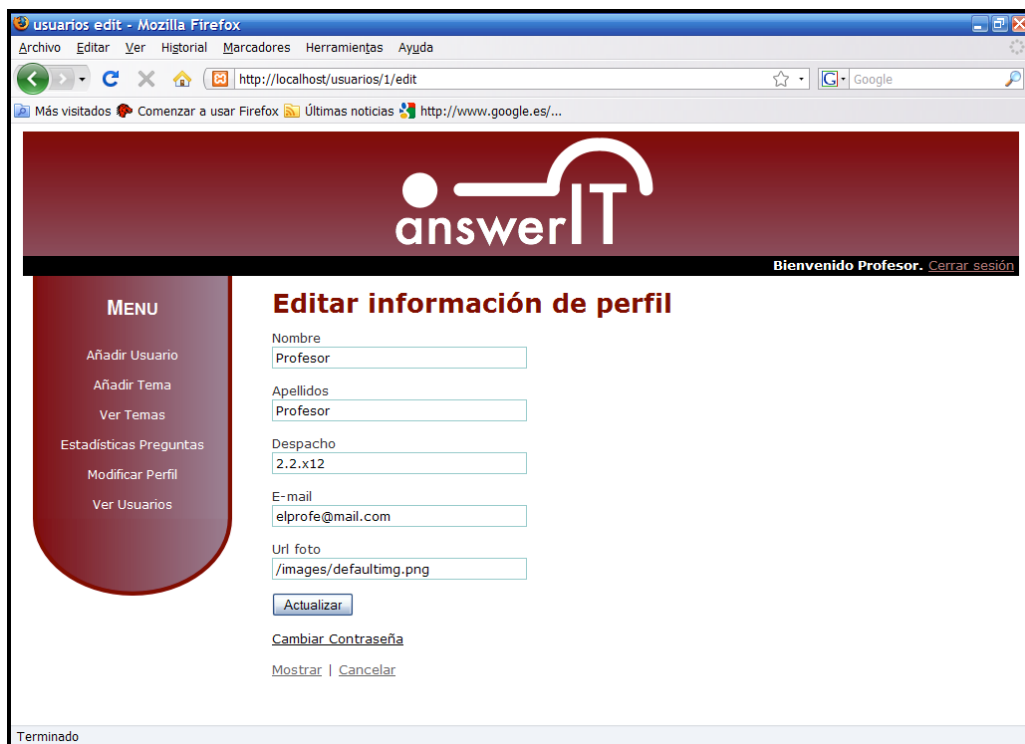 usuarios edit - Mozilla Firefox
Archivo Editar Ver Historial Marcadores Herramientas Ayuda
http://localhost/usuarios/1/edit G Google
Más visitados Comenzar a usar Firefox Últimas noticias http://www.google.es/...
answerIT
Bienvenido Profesor. Cerrar sesión
MENU
Añadir Usuario
Añadir Tema
Ver Temas
Estadísticas Preguntas
Modificar Perfil
Ver Usuarios
Editar información de perfil
Nombre
Profesor
Apellidos
Profesor
Despacho
2.2.x12
E-mail
elprofe@mail.com
Url foto
/images/defaultimg.png
Actualizar
Cambiar Contraseña
Mostrar | Cancelar
Terminado